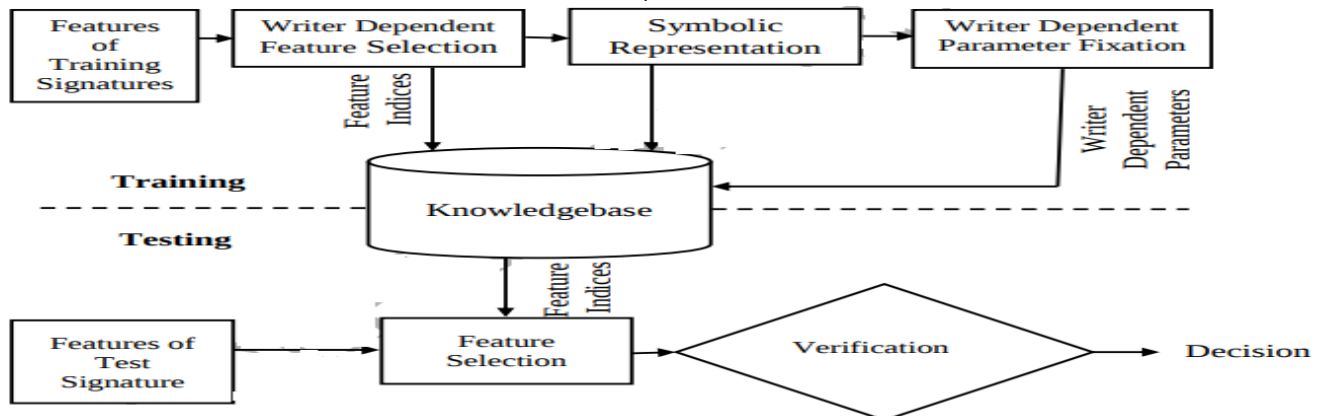 Features
of
Training
Signatures
Writer Dependent
Feature Selection
Symbolic
Representation
Writer Dependent
Parameter Fixation
Feature
Indices
Writer
Dependent
Parameters
Training
Knowledgebase
Testing
Feature
Indices
Features of
Test
Signature
Feature
Selection
Verification
Decision